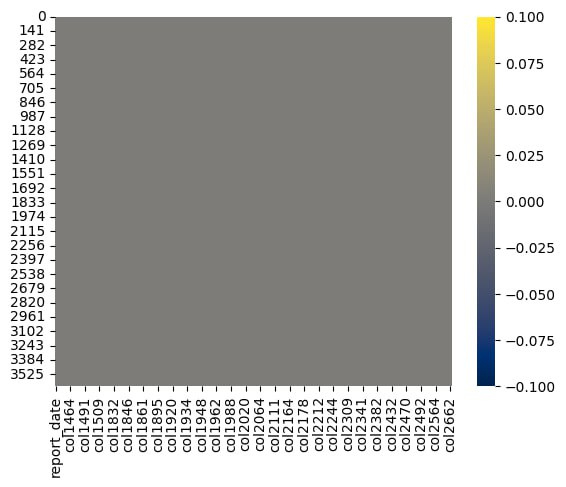 0
141
282
423
564
705
846
987
1128
1269
1410
1551
1692
1833
1974
2115
2256
2397
2538
2679
2820
2961
3102
3243
3384
3525
report_date
col1464
col1491
col1509
col1832
col1846
col1861
col1895
col1920
col1934
col1948
col1962
col1988
col2020
col2064
col2111
col2164
col2178
col2212
col2244
col2309
col2341
col2382
col2432
col2470
col2492
col2564
col2662
0.100
0.075
0.050
0.025
0.000
−0.025
−0.050
−0.075
−0.100